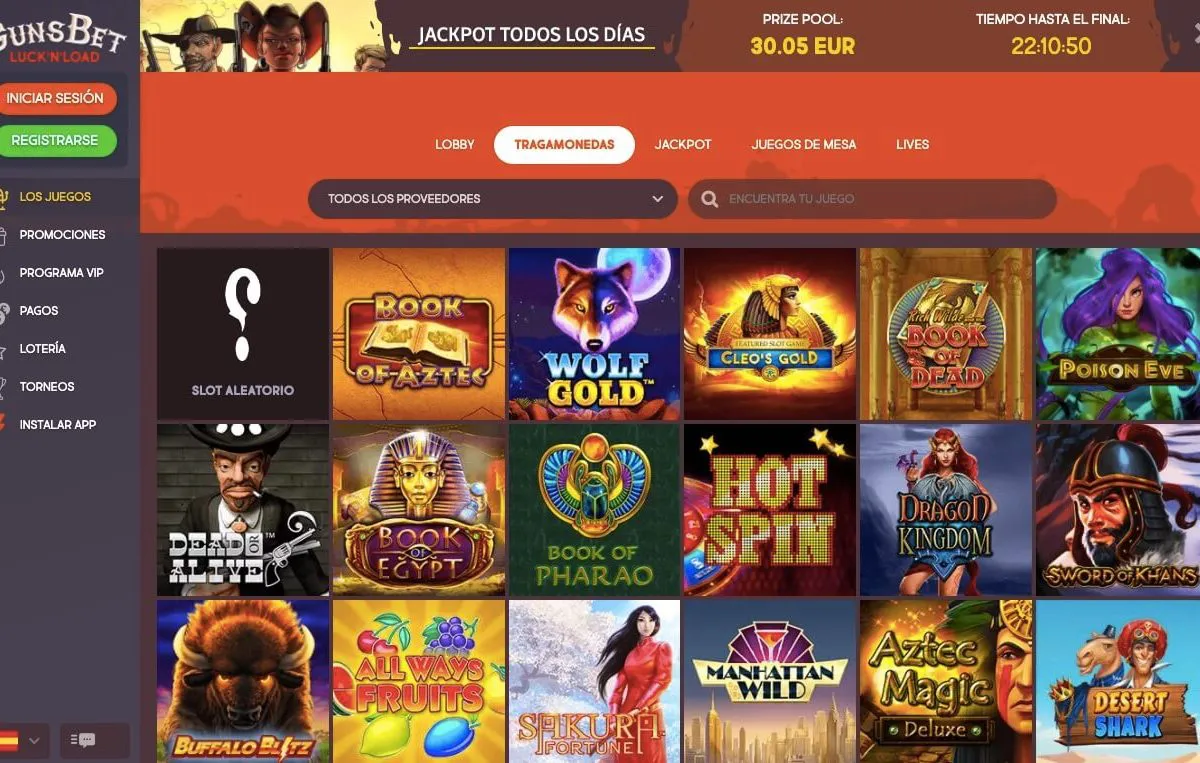 GUNSBET
LUCK'N'LOAD
INICIAR SESIÓN
REGISTRARSE
LOS JUEGOS
PROMOCIONES
PROGRAMA VIP
PAGOS
LOTERÍA
TORNEOS
INSTALAR APP
JACKPOT TODOS LOS DÍAS
PRIZE POOL:
30.05 EUR
TIEMPO HASTA EL FINAL:
22:10:50
LOBBY
TRAGAMONEDAS
JACKPOT
JUEGOS DE MESA
LIVES
TODOS LOS PROVEEDORES
ENCUENTRA TU JUEGO
?
SLOT ALEATORIO
BOOK
OF-AZTEC
WOLF
GOLD™
FEATURED SLOT GAME
CLEO'S GOLD
Rich Wilde and the
BOOK
OF
DEAD
POISON EVE
DEAD OR
ALIVE™
BOOK
OF
EGYPT
BOOK OF
PHARAO
HOT
SPIN
DRAGON
KINGDOM
SWORD OF KHANS
BUFFALO BLITZ
ALL WAYS
FRUITS
SAKURA
FORTUNE™
MANHATTAN
WILD
Aztec
Magic
Deluxe
DESERT
SHARK